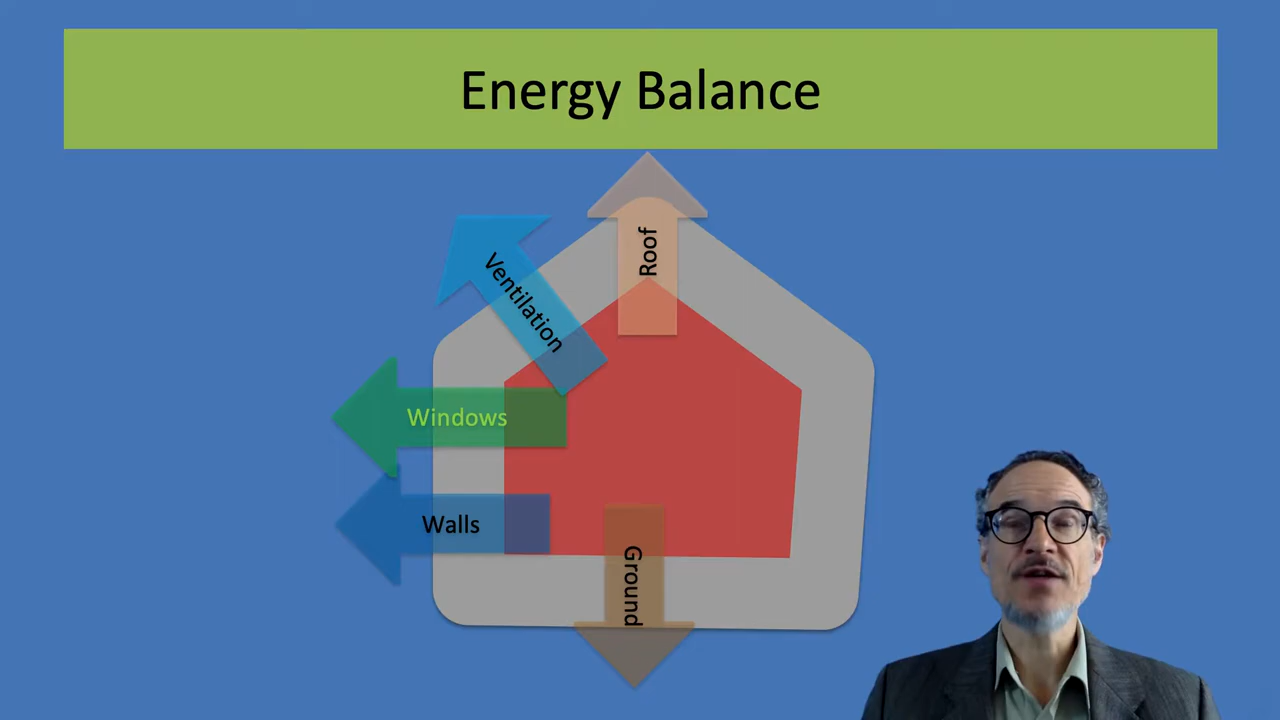 Energy Balance
Roof
Ventilation
Windows
Walls
Ground